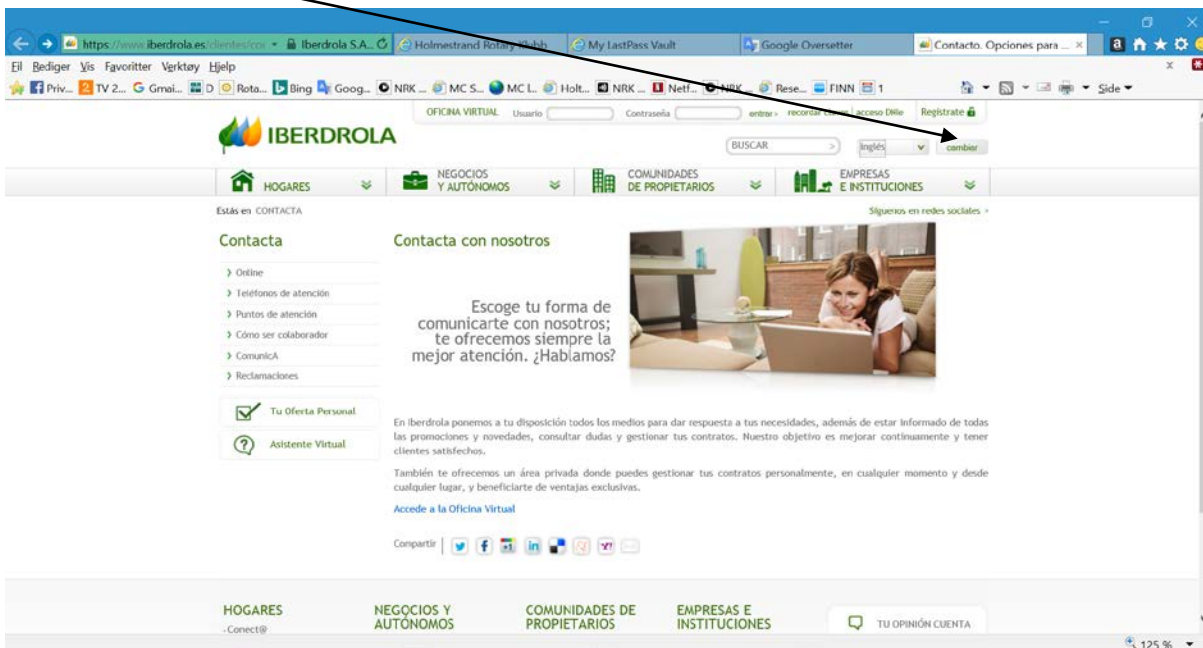 https://www.iberdrola.es/clientes/con
Iberdrola S.A...
Holmestrand Rotary Klubb
My LastPass Vault
Google Oversetter
Contacto. Opciones para ...
Fil Rediger Vis Favoritter Verktøy Hjelp
Priv... TV 2... Gmai... D Rota... Bing Goog... NRK ... MC S... MC L... Holt... NRK ... Netf... NRK ... Rese... FINN 1 Side
OFICINA VIRTUAL Usuario Contraseña entrar > recordar claves | acceso DNIe Regístrate
IBERDROLA
BUSCAR > Inglés cambiar
HOGARES
NEGOCIOS
Y AUTÓNOMOS
COMUNIDADES
DE PROPIETARIOS
EMPRESAS
E INSTITUCIONES
Estás en CONTACTA
Síguenos en redes sociales >
Contacta
Online
Teléfonos de atención
Puntos de atención
Cómo ser colaborador
ComunicA
Reclamaciones
Tu Oferta Personal
Asistente Virtual
Contacta con nosotros
Escoge tu forma de
comunicarte con nosotros;
te ofrecemos siempre la
mejor atención. ¿Hablamos?
En Iberdrola ponemos a tu disposición todos los medios para dar respuesta a tus necesidades, además de estar informado de todas
las promociones y novedades, consultar dudas y gestionar tus contratos. Nuestro objetivo es mejorar continuamente y tener
clientes satisfechos.
También te ofrecemos un área privada donde puedes gestionar tus contratos personalmente, en cualquier momento y desde
cualquier lugar, y beneficiarte de ventajas exclusivas.
Accede a la Oficina Virtual
Compartir
HOGARES
- Conect@
NEGOCIOS Y
AUTÓNOMOS
COMUNIDADES DE
PROPIETARIOS
EMPRESAS E
INSTITUCIONES
TU OPINIÓN CUENTA
125 %